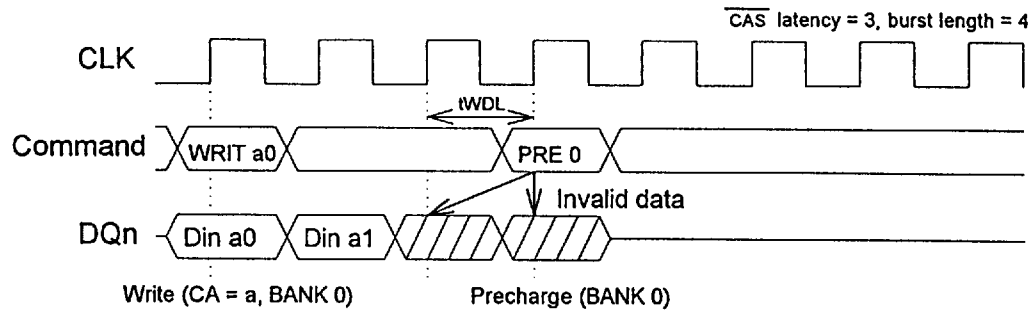 CAS latency = 3, burst length = 4
CLK
tWDL
Command WRIT a0 PRE 0
Invalid data
DQn Din a0 Din a1
Write (CA = a, BANK 0) Precharge (BANK 0)